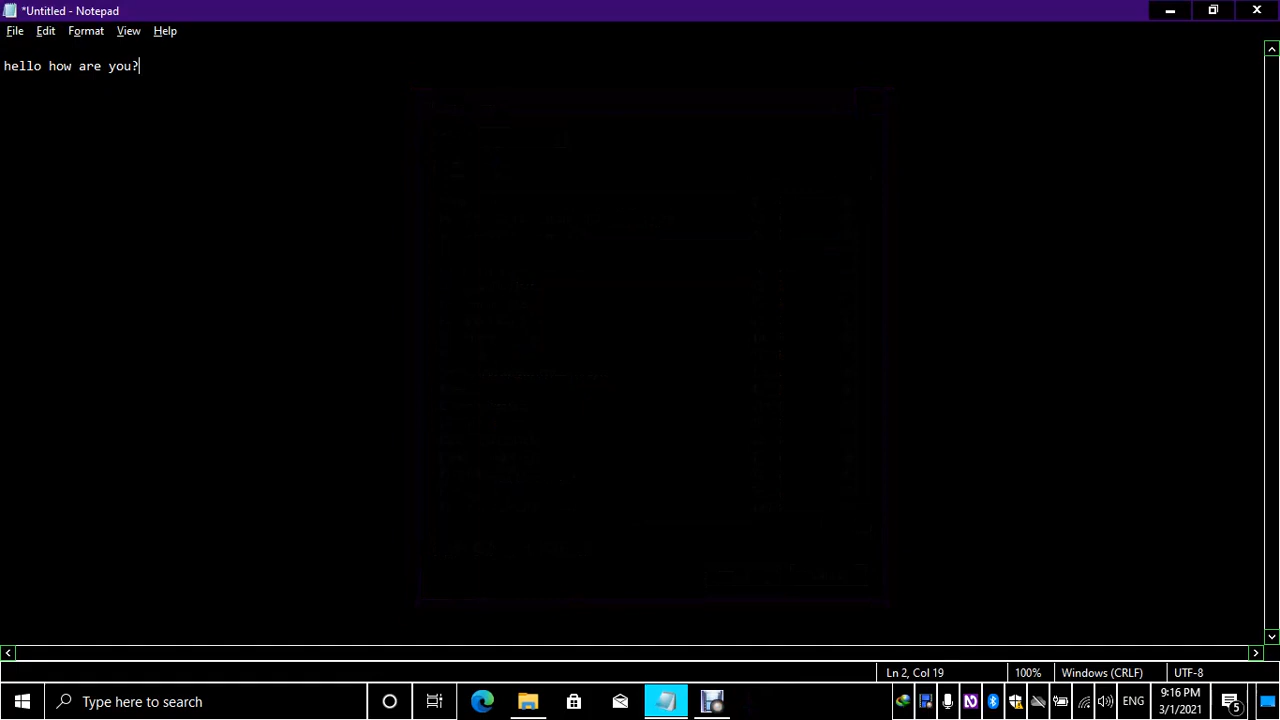 *Untitled - Notepad
File Edit Format View Help
hello how are you?
Ln 2, Col 19 100% Windows (CRLF) UTF-8
Type here to search
ENG
9:16 PM
3/1/2021
5